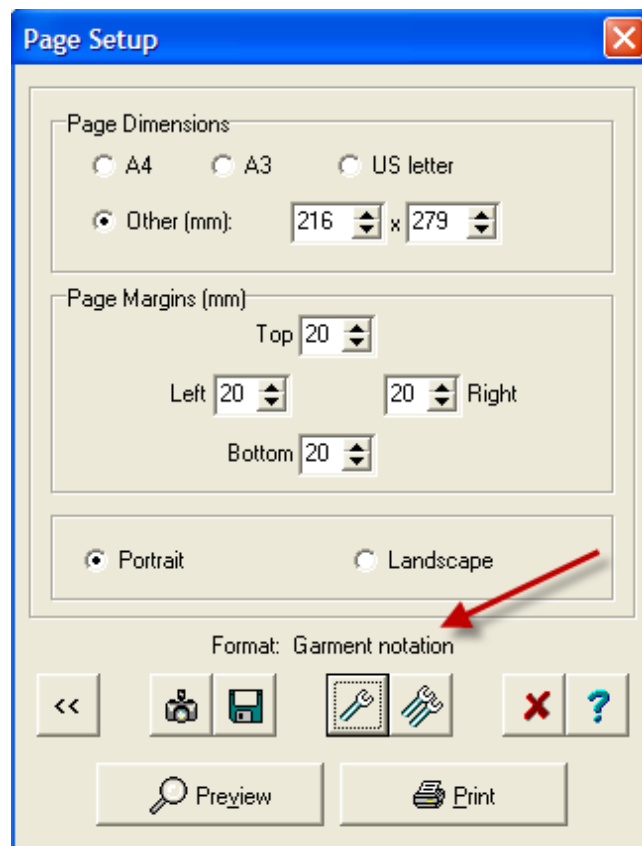 Page Setup
Page Dimensions
A4 A3 US letter
Other (mm): 216 x 279
Page Margins (mm)
Top 20
Left 20 20 Right
Bottom 20
Portrait Landscape
Format: Garment notation
<< ?
Preview Print